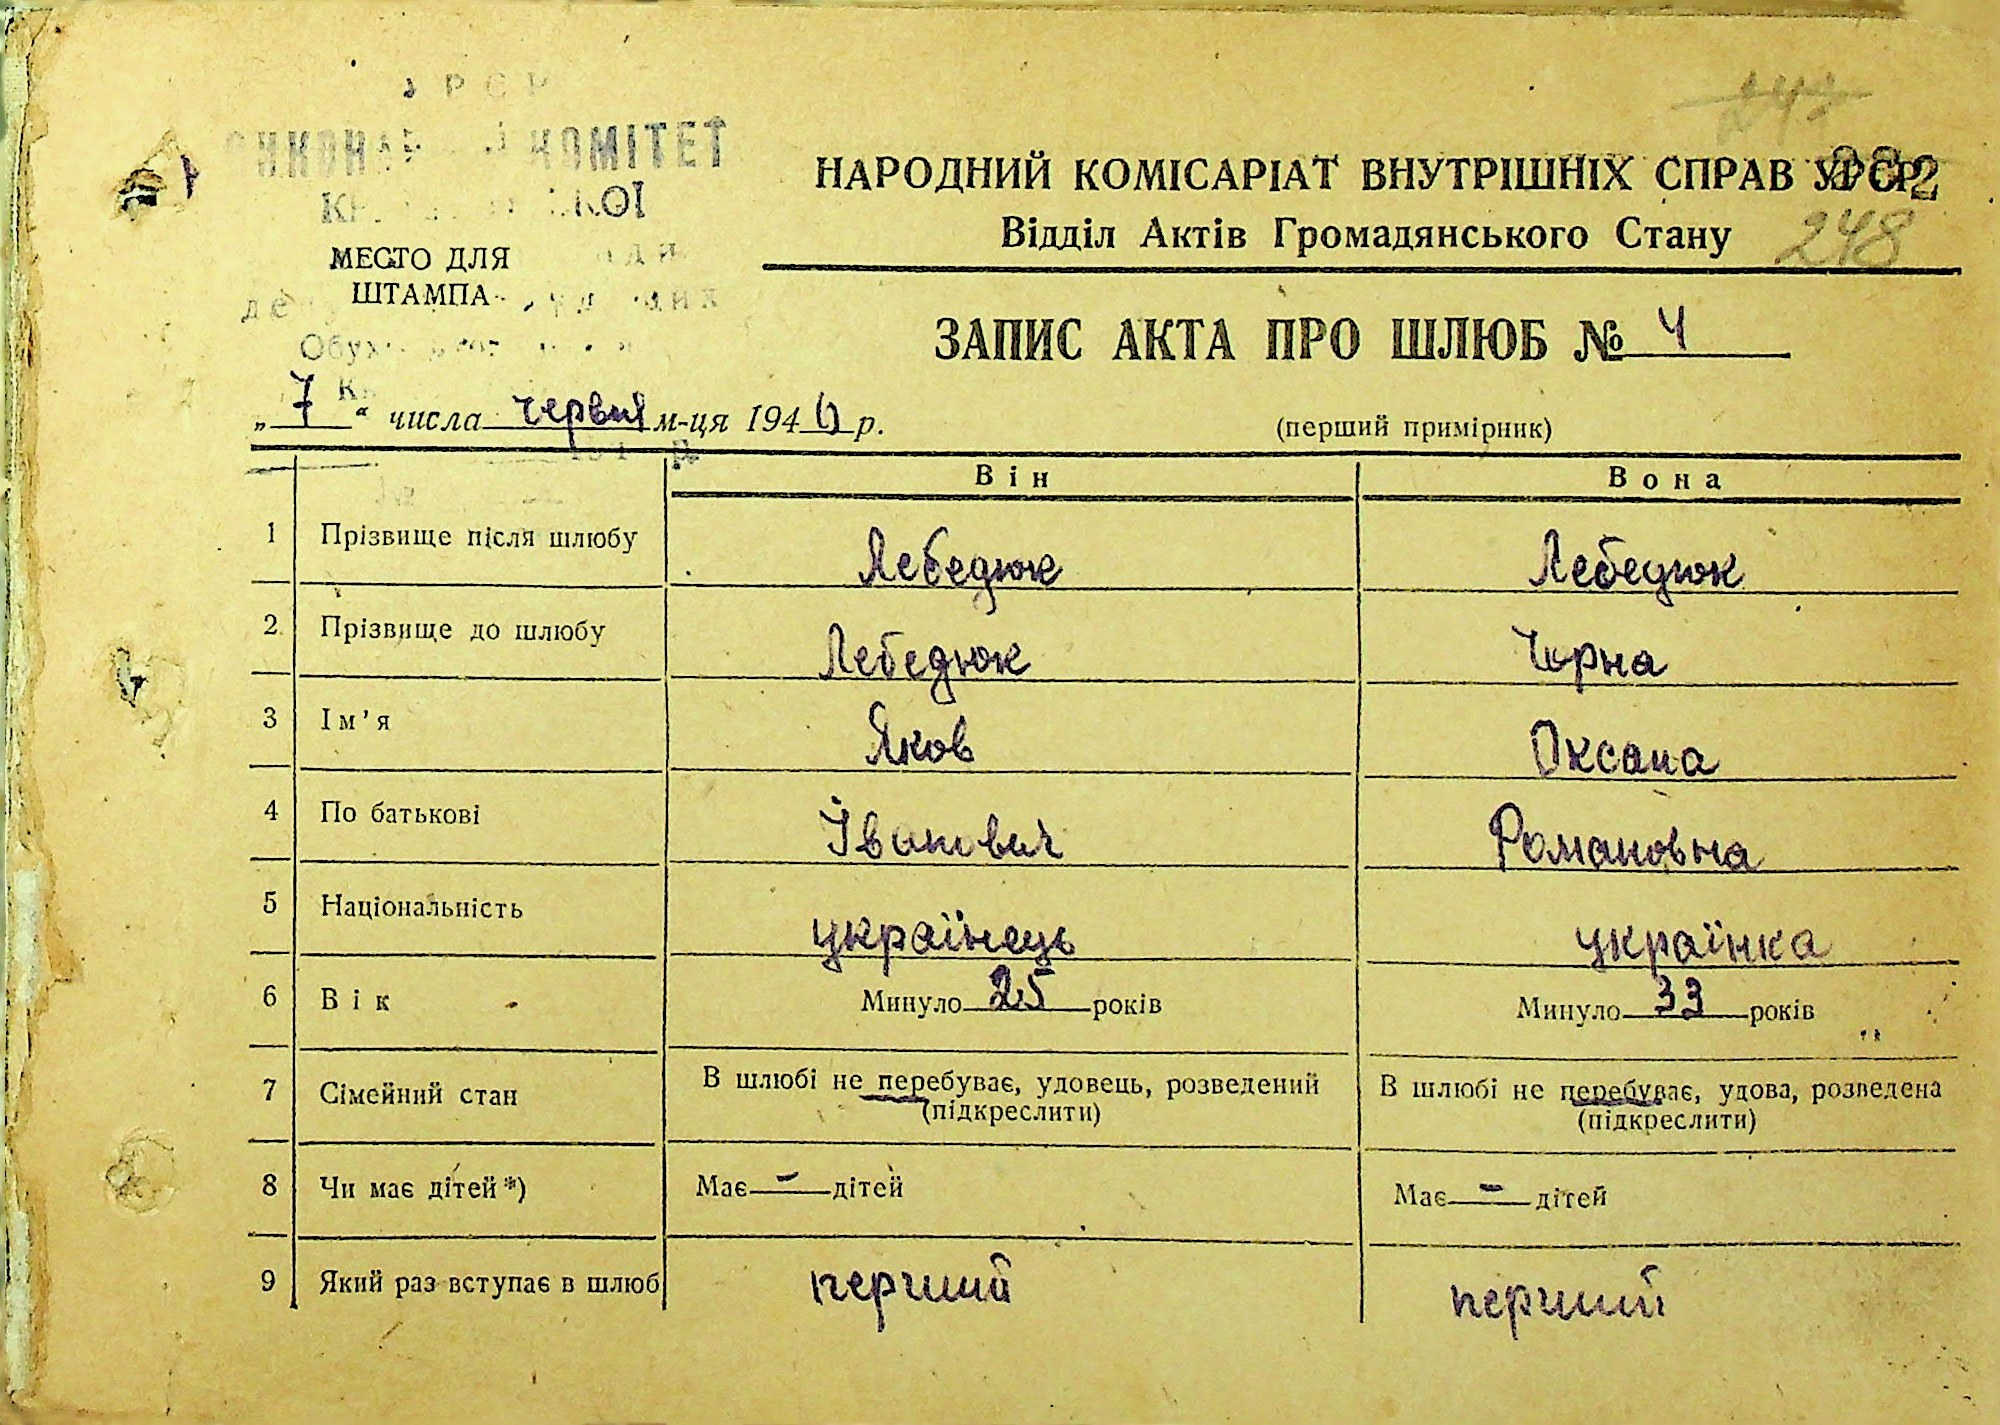 КОМІТЕТ
МЕСТО ДЛЯ
ШТАМПА
НАРОДНИЙ КОМІСАРІАТ ВНУТРІШНІХ СПРАВ УРСР
Відділ Актів Громадянського Стану
248
ЗАПИС АКТА ПРО ШЛЮБ № 4
„7“ числа червня м-ця 1946 р.
(перший примірник)
Він Вона
1 Прізвище після шлюбу Лебедюк Лебедюк
2 Прізвище до шлюбу Лебедюк Чорна
3 Ім'я Яков Оксана
4 По батькові Іванович Романовна
5 Національність українець українка
6 Вік Минуло 25 років Минуло 33 років
7 Сімейний стан В шлюбі не перебуває, удовець, розведений В шлюбі не перебуває, удова, розведена
(підкреслити) (підкреслити)
8 Чи має дітей*) Має - дітей Має - дітей
9 Який раз вступає в шлюб перший перший